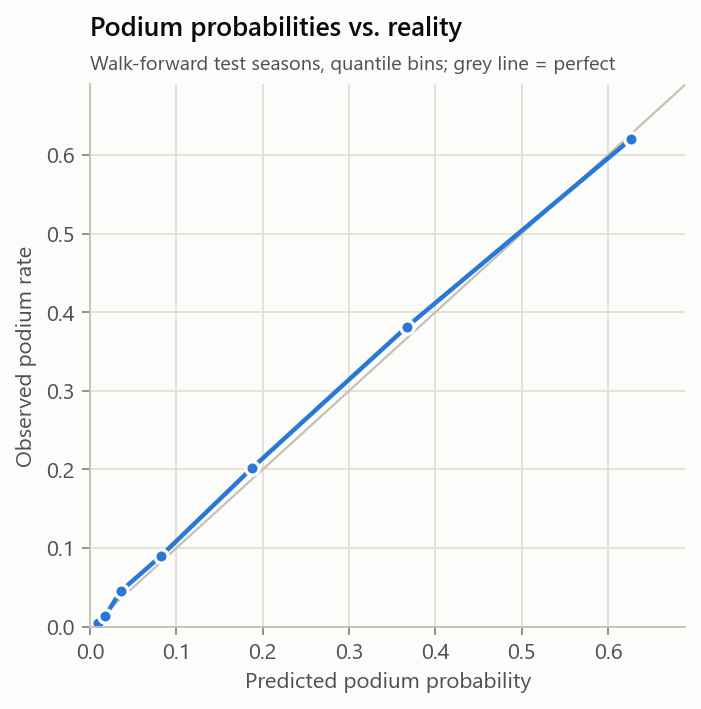 Podium probabilities vs. reality
Walk-forward test seasons, quantile bins; grey line = perfect
Observed podium rate
0.6
0.5
0.4
0.3
0.2
0.1
0.0
0.0 0.1 0.2 0.3 0.4 0.5 0.6
Predicted podium probability